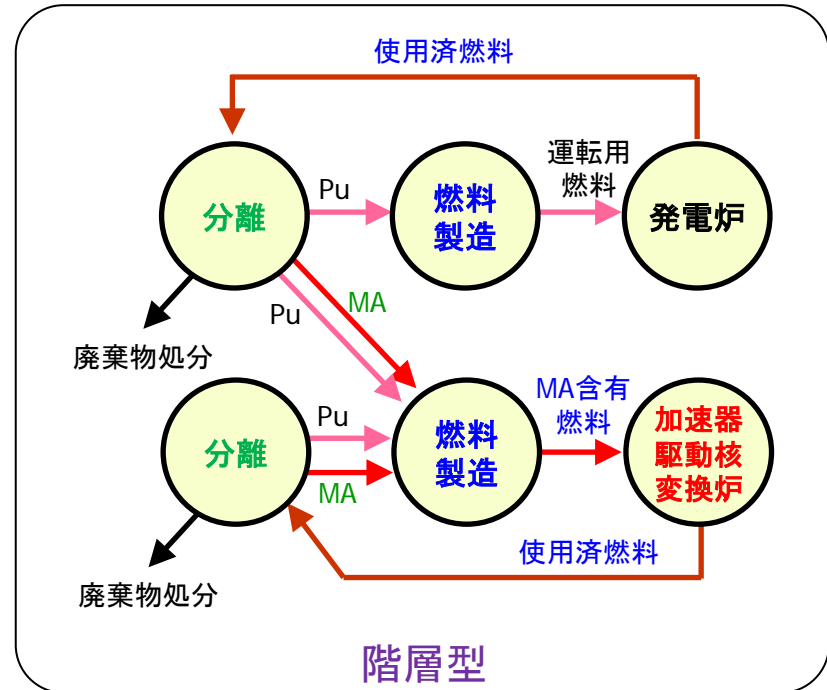 使用済燃料
分離
Pu
燃料
製造
運転用
燃料
発電炉
MA
Pu
廃棄物処分
分離
Pu
MA
燃料
製造
MA含有
燃料
加速器
駆動核
変換炉
使用済燃料
廃棄物処分
階層型